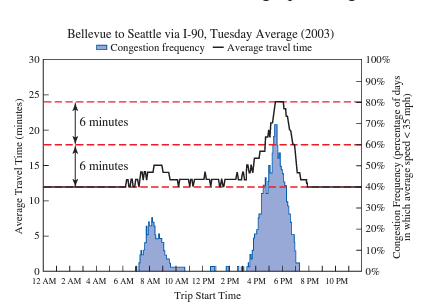 Bellevue to Seattle via I-90, Tuesday Average (2003)
Congestion frequency Average travel time
30
25
20
15
10
5
0
Average Travel Time (minutes)
6 minutes
6 minutes
100%
90%
80%
70%
60%
50%
40%
30%
20%
10%
0%
Congestion Frequency (percentage of days
in which average speed < 35 mph)
12 AM 2 AM 4 AM 6 AM 8 AM 10 AM 12 PM 2 PM 4 PM 6 PM 8 PM 10 PM
Trip Start Time